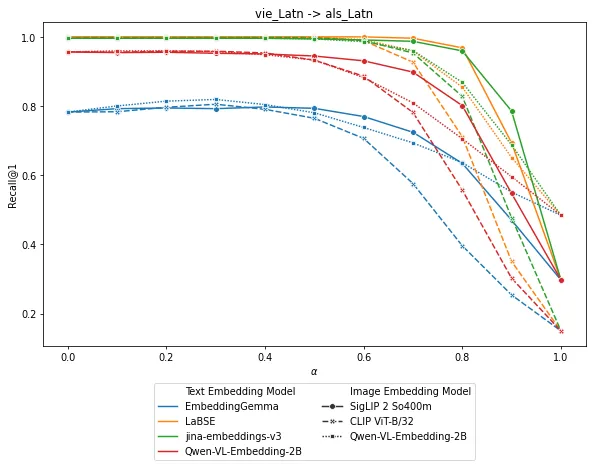 vie_Latn -> als_Latn
Recall@1
1.0
0.8
0.6
0.4
0.2
0.0 0.2 0.4 0.6 0.8 1.0
α
Text Embedding Model Image Embedding Model
EmbeddingGemma SigLIP 2 So400m
LaBSE CLIP ViT-B/32
jina-embeddings-v3 Qwen-VL-Embedding-2B
Qwen-VL-Embedding-2B